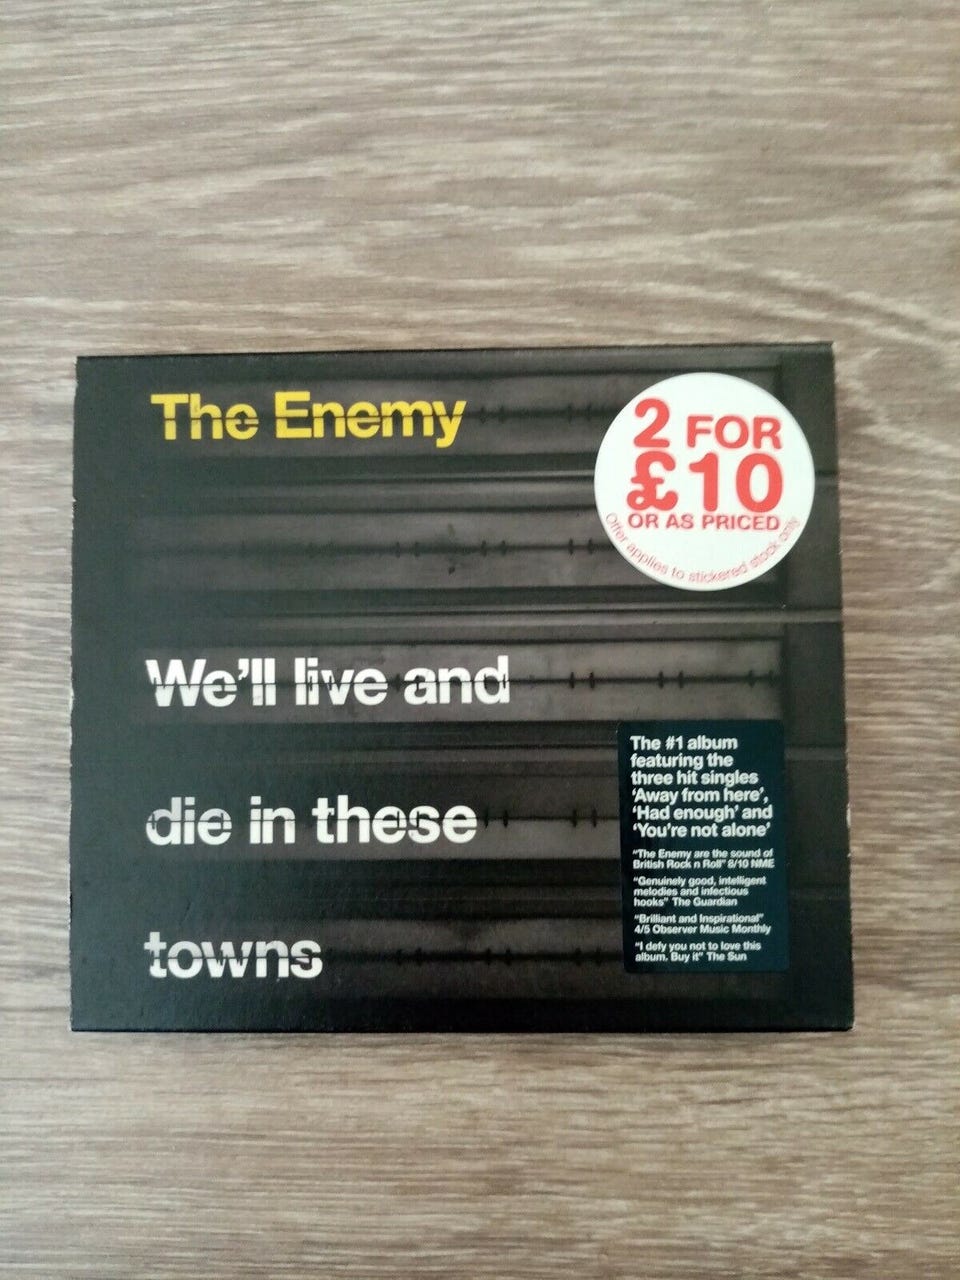 The Enemy
2 FOR
£10
OR AS PRICED
Offer applies to stickered stock only
We'll live and
die in these
towns
The #1 album
featuring the
three hit singles
'Away from here',
'Had enough' and
'You're not alone'
"The Enemy are the sound of
British Rock n Roll" 8/10 NME
"Genuinely good, intelligent
melodies and infectious
hooks" The Guardian
"Brilliant and Inspirational"
4/5 Observer Music Monthly
"I defy you not to love this
album. Buy it" The Sun